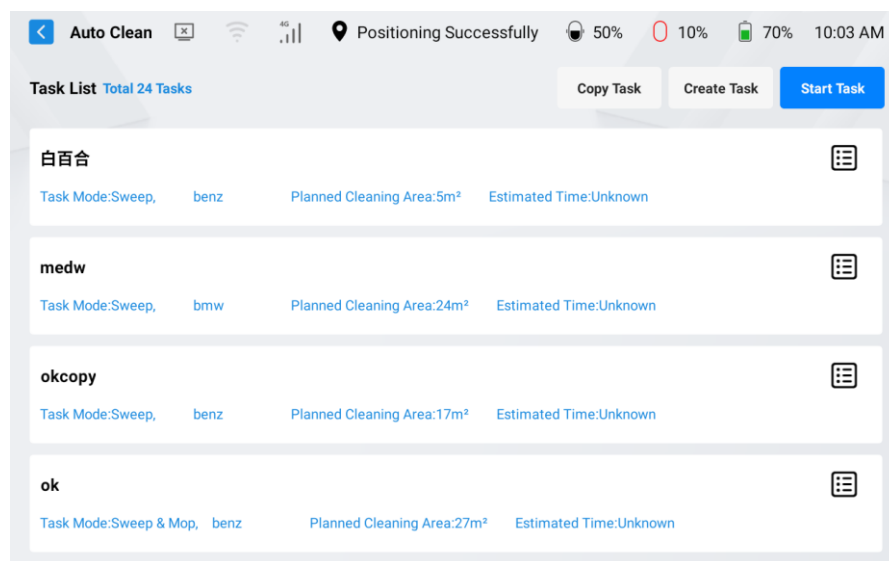 Auto Clean 4G Positioning Successfully 50% 10% 70% 10:03 AM
Task List Total 24 Tasks Copy Task Create Task Start Task
白百合
Task Mode:Sweep, benz Planned Cleaning Area:5m² Estimated Time:Unknown
medw
Task Mode:Sweep, bmw Planned Cleaning Area:24m² Estimated Time:Unknown
okcopy
Task Mode:Sweep, benz Planned Cleaning Area:17m² Estimated Time:Unknown
ok
Task Mode:Sweep & Mop, benz Planned Cleaning Area:27m² Estimated Time:Unknown